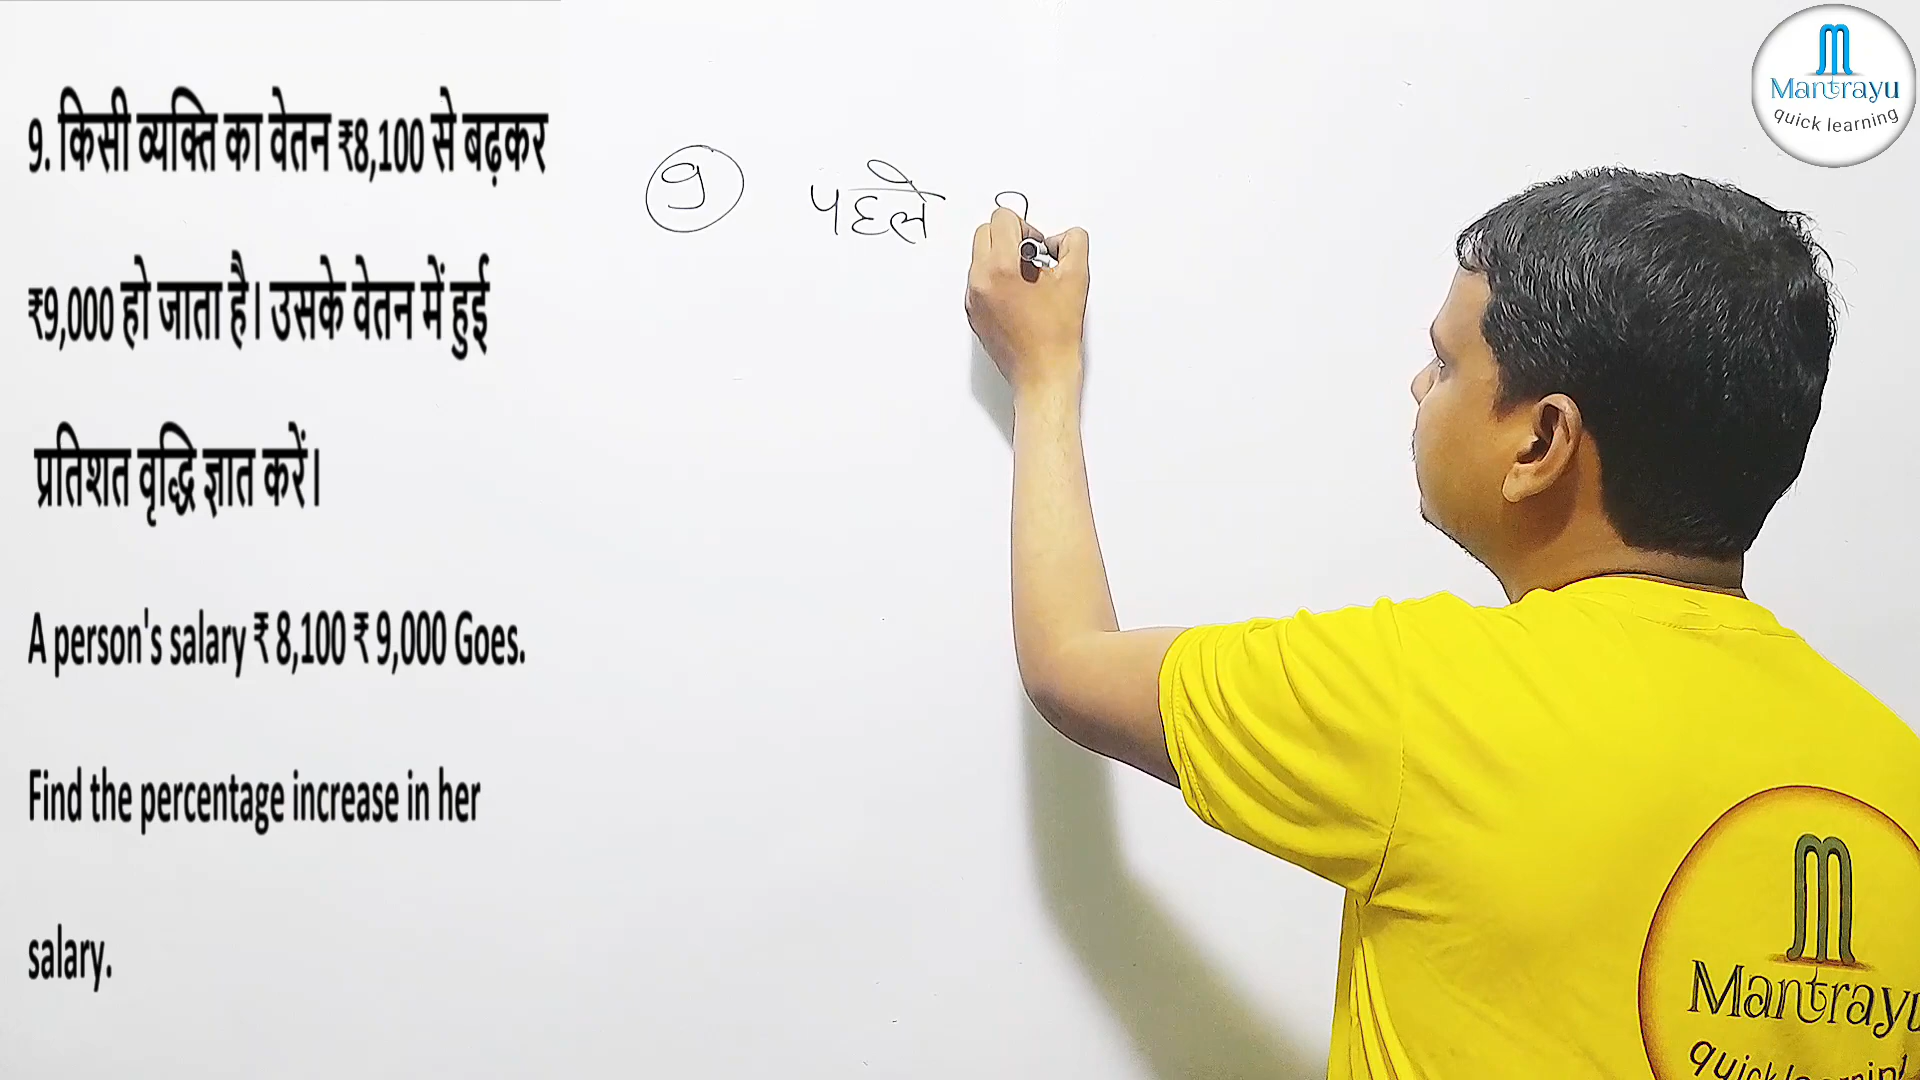 9. किसी व्यक्ति का वेतन ₹8,100 से बढ़कर
₹9,000 हो जाता है। उसके वेतन में हुई
प्रतिशत वृद्धि ज्ञात करें।
A person's salary ₹ 8,100 ₹ 9,000 Goes.
Find the percentage increase in her
salary.
9 पहले
Mantrayu
quick learning
Mantrayu